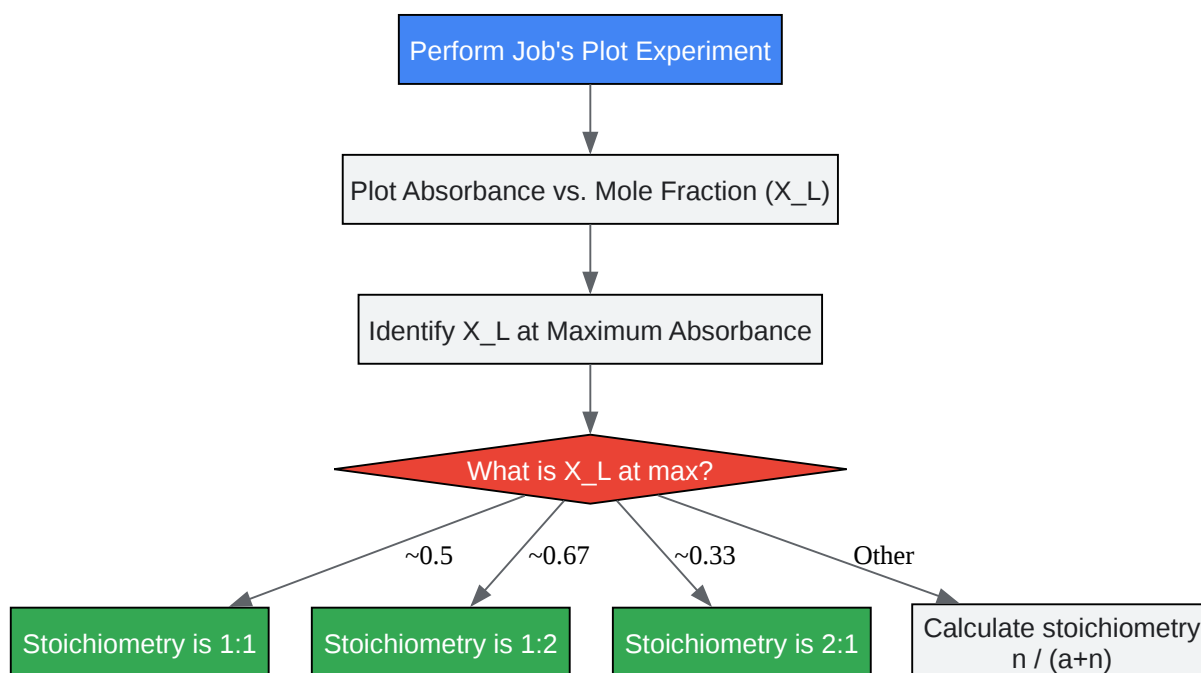 Perform Job's Plot Experiment
Plot Absorbance vs. Mole Fraction (X_L)
Identify X_L at Maximum Absorbance
What is X_L at max?
~0.5
~0.67
~0.33
Other
Stoichiometry is 1:1
Stoichiometry is 1:2
Stoichiometry is 2:1
Calculate stoichiometry
n / (a+n)